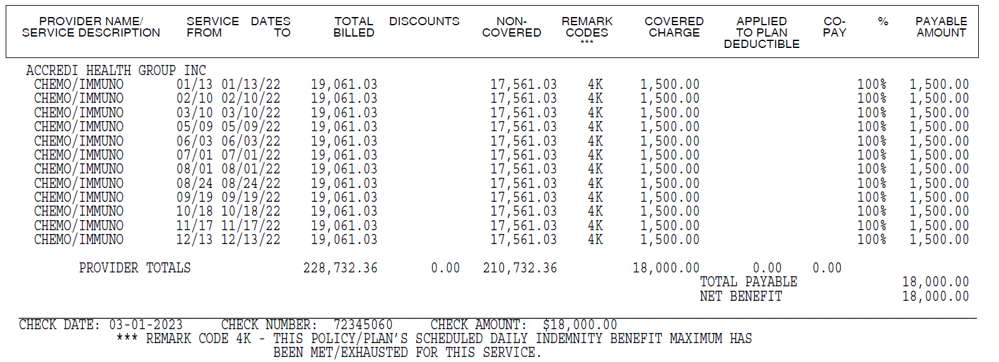 PROVIDER NAME/ SERVICE DATES TOTAL DISCOUNTS NON- REMARK COVERED APPLIED CO- % PAYABLE
SERVICE DESCRIPTION FROM TO BILLED COVERED CODES CHARGE TO PLAN PAY AMOUNT
*** DEDUCTIBLE
ACCREDI HEALTH GROUP INC
CHEMO/IMMUNO 01/13 01/13/22 19,061.03 17,561.03 4K 1,500.00 100% 1,500.00
CHEMO/IMMUNO 02/10 02/10/22 19,061.03 17,561.03 4K 1,500.00 100% 1,500.00
CHEMO/IMMUNO 03/10 03/10/22 19,061.03 17,561.03 4K 1,500.00 100% 1,500.00
CHEMO/IMMUNO 05/09 05/09/22 19,061.03 17,561.03 4K 1,500.00 100% 1,500.00
CHEMO/IMMUNO 06/03 06/03/22 19,061.03 17,561.03 4K 1,500.00 100% 1,500.00
CHEMO/IMMUNO 07/01 07/01/22 19,061.03 17,561.03 4K 1,500.00 100% 1,500.00
CHEMO/IMMUNO 08/01 08/01/22 19,061.03 17,561.03 4K 1,500.00 100% 1,500.00
CHEMO/IMMUNO 08/24 08/24/22 19,061.03 17,561.03 4K 1,500.00 100% 1,500.00
CHEMO/IMMUNO 09/19 09/19/22 19,061.03 17,561.03 4K 1,500.00 100% 1,500.00
CHEMO/IMMUNO 10/18 10/18/22 19,061.03 17,561.03 4K 1,500.00 100% 1,500.00
CHEMO/IMMUNO 11/17 11/17/22 19,061.03 17,561.03 4K 1,500.00 100% 1,500.00
CHEMO/IMMUNO 12/13 12/13/22 19,061.03 17,561.03 4K 1,500.00 100% 1,500.00
PROVIDER TOTALS 228,732.36 0.00 210,732.36 18,000.00 0.00 0.00
TOTAL PAYABLE 18,000.00
NET BENEFIT 18,000.00
CHECK DATE: 03-01-2023 CHECK NUMBER: 72345060 CHECK AMOUNT: $18,000.00
*** REMARK CODE 4K - THIS POLICY/PLAN'S SCHEDULED DAILY INDEMNITY BENEFIT MAXIMUM HAS
BEEN MET/EXHAUSTED FOR THIS SERVICE.